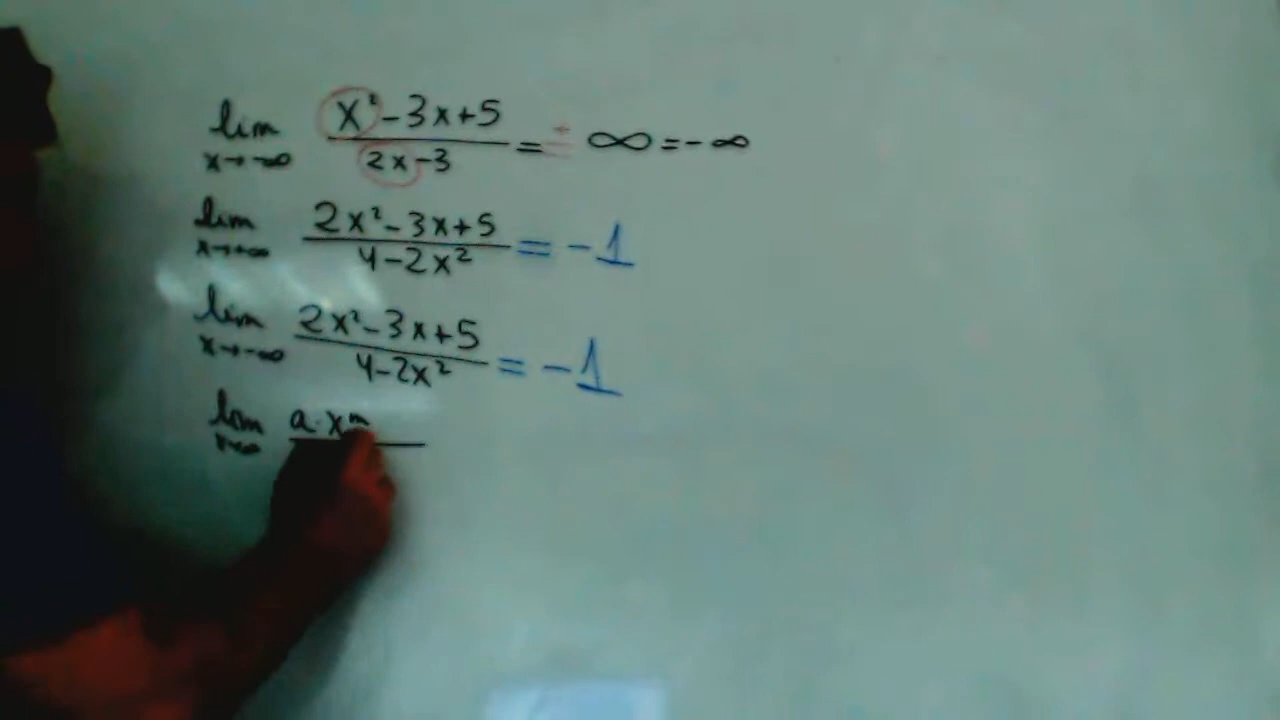 lim x→-∞ x²-3x+5 / 2x-3 = ± ∞ = -∞
lim x→+∞ 2x²-3x+5 / 4-2x² = -1
lim x→-∞ 2x²-3x+5 / 4-2x² = -1
lim x→∞ a·x